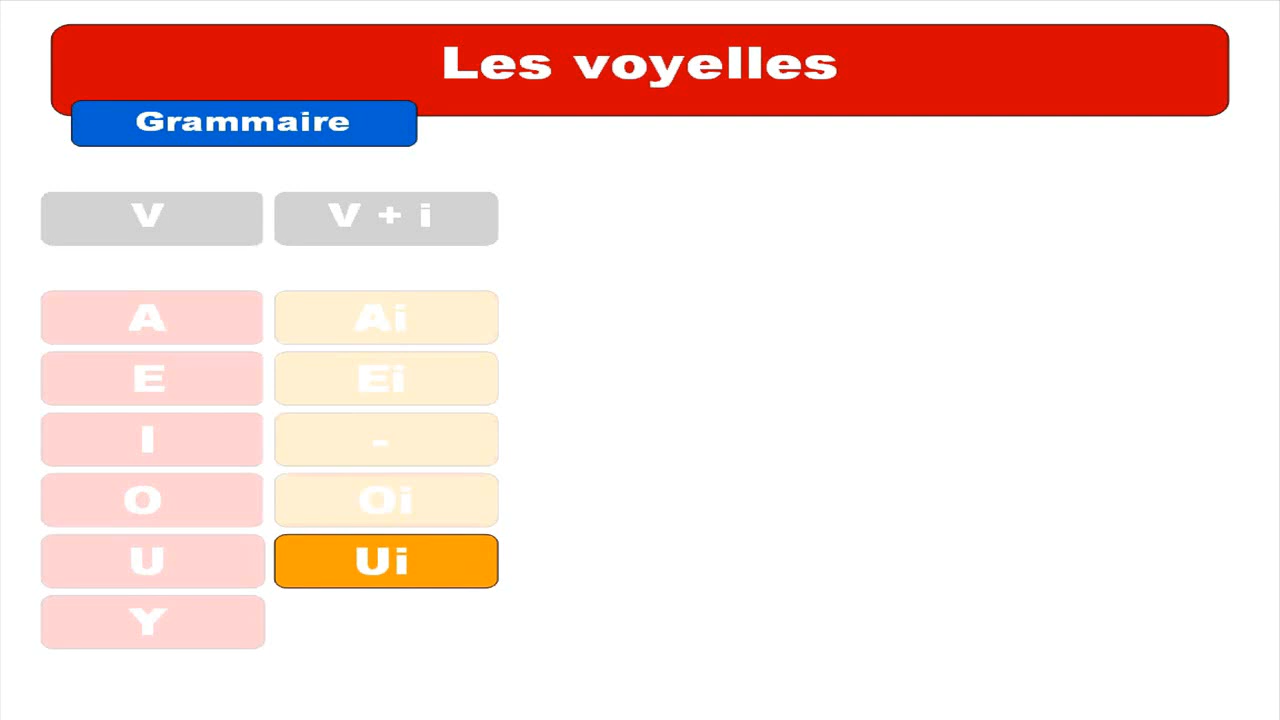 Les voyelles
Grammaire
V V + i
A Ai
E Ei
I -
O Oi
U Ui
Y